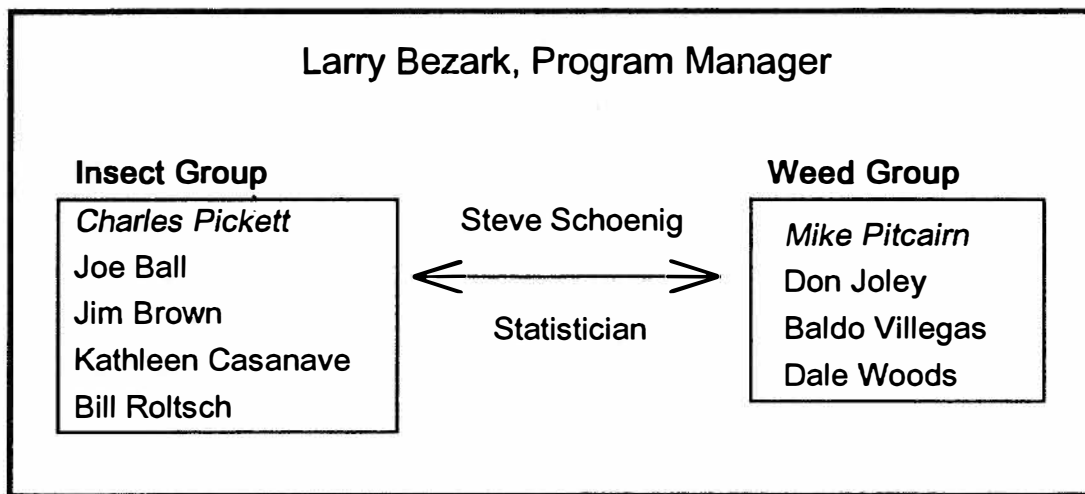 Larry Bezark, Program Manager
Insect Group
Charles Pickett
Joe Ball
Jim Brown
Kathleen Casanave
Bill Roltsch
Steve Schoenig
Statistician
Weed Group
Mike Pitcairn
Don Joley
Baldo Villegas
Dale Woods